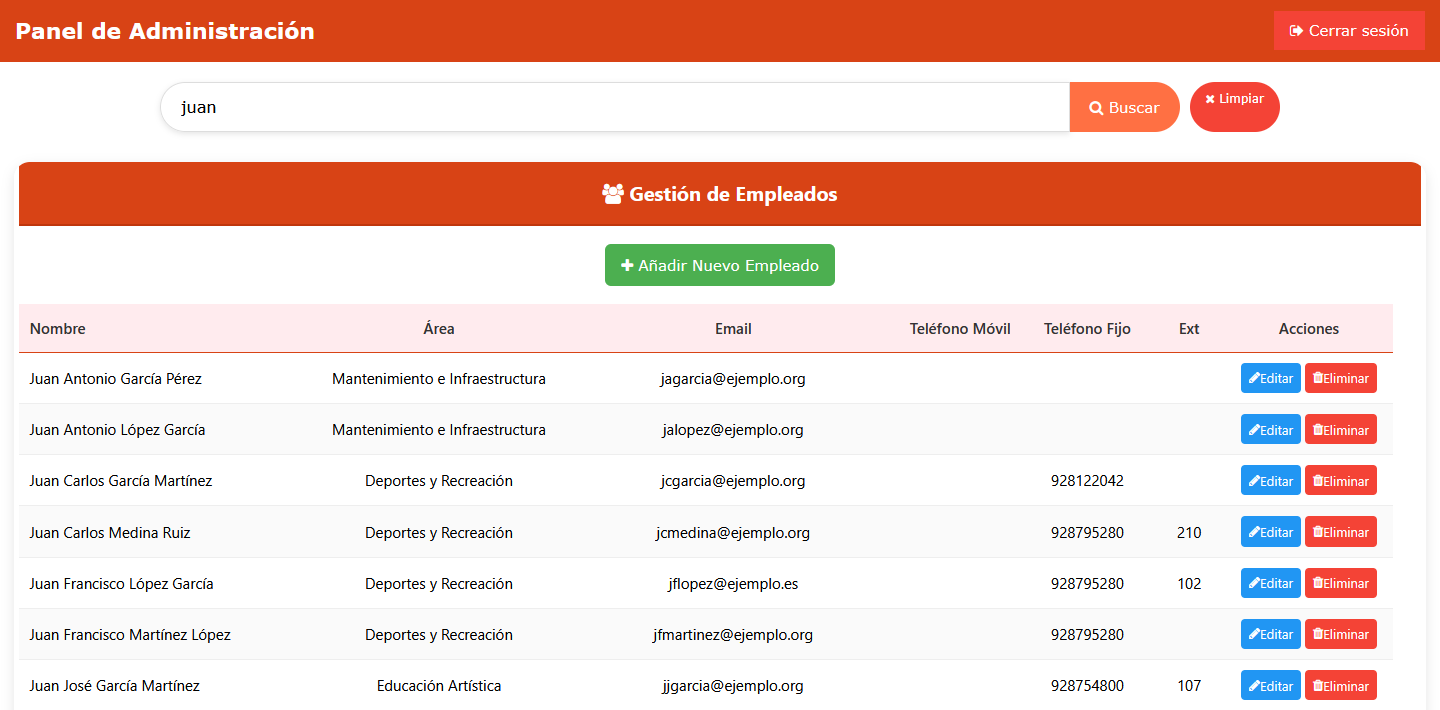 Panel de Administración
Cerrar sesión
juan
Buscar
Limpiar
Gestión de Empleados
Añadir Nuevo Empleado
Nombre Área Email Teléfono Móvil Teléfono Fijo Ext Acciones
Juan Antonio García Pérez Mantenimiento e Infraestructura jagarcia@ejemplo.org Editar Eliminar
Juan Antonio López García Mantenimiento e Infraestructura jalopez@ejemplo.org Editar Eliminar
Juan Carlos García Martínez Deportes y Recreación jcgarcia@ejemplo.org 928122042 Editar Eliminar
Juan Carlos Medina Ruiz Deportes y Recreación jcmedina@ejemplo.org 928795280 210 Editar Eliminar
Juan Francisco López García Deportes y Recreación jflopez@ejemplo.es 928795280 102 Editar Eliminar
Juan Francisco Martínez López Deportes y Recreación jfmartinez@ejemplo.org 928795280 Editar Eliminar
Juan José García Martínez Educación Artística jjgarcia@ejemplo.org 928754800 107 Editar Eliminar